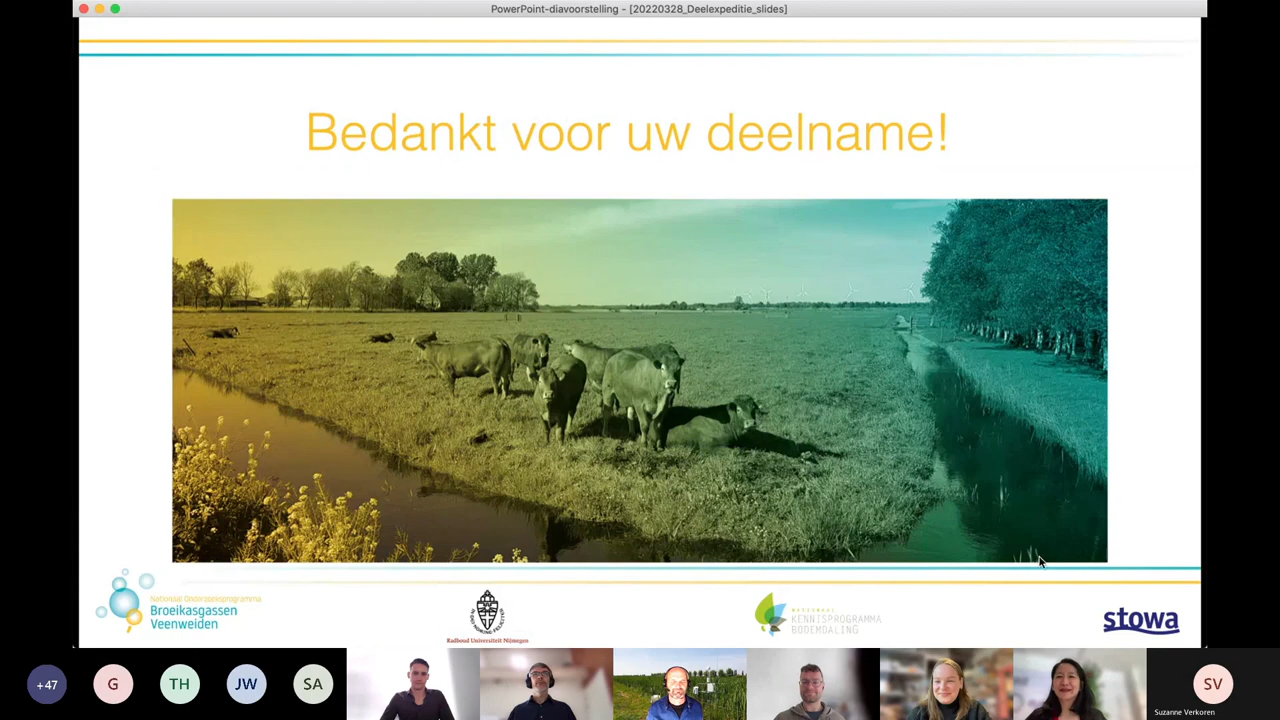 PowerPoint-diavoorstelling - [20220328_Deelexpeditie_slides]
Bedankt voor uw deelname!
Nationaal Onderzoeksprogramma
Broeikasgassen
Veenweiden
Radboud Universiteit Nijmegen
NATIONAAL
KENNISPROGRAMMA
BODEMDALING
stowa
+47
G
TH
JW
SA
SV
Suzanne Verkoren